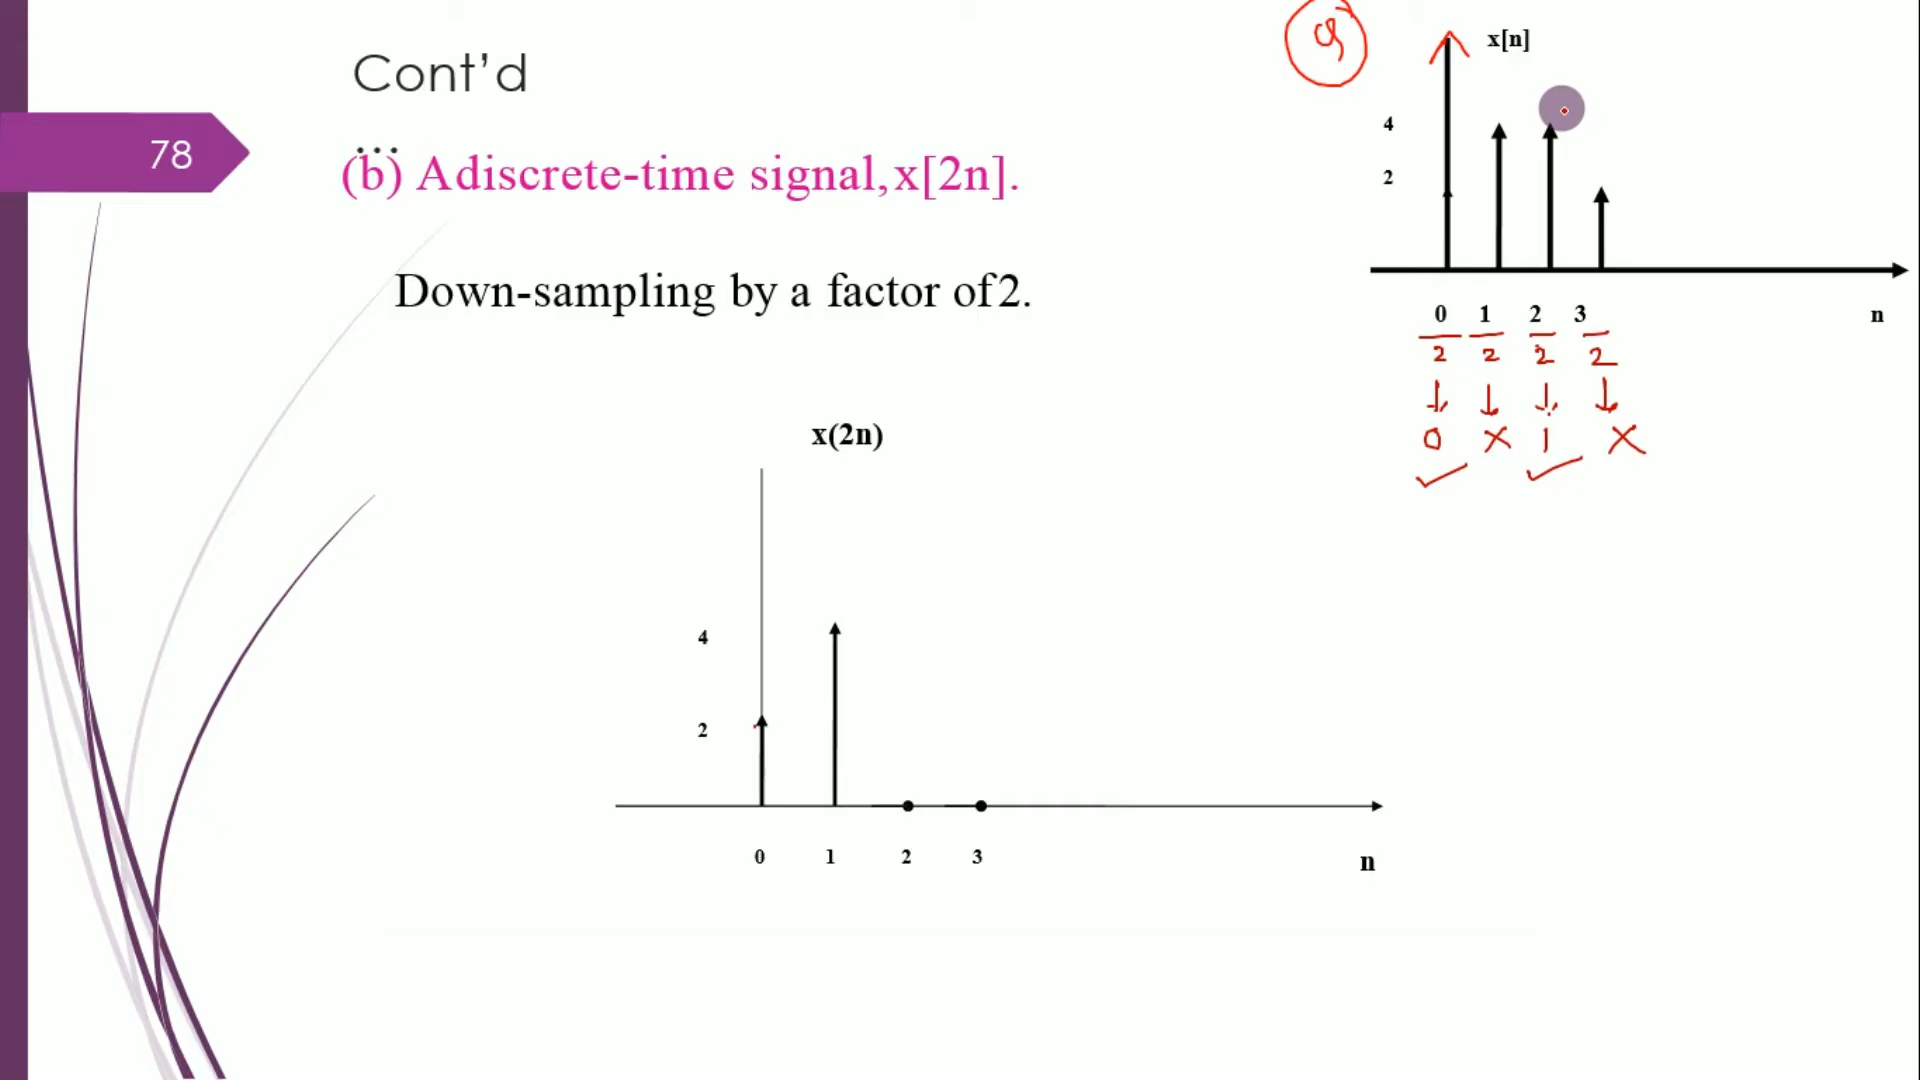 Cont’d
...
78
(b) Adiscrete-time signal,x[2n].
Down-sampling by a factor of2.
x[n]
4
2
0 1 2 3 n
2 2 2 2
0 X 1 X
x(2n)
4
2
0 1 2 3 n